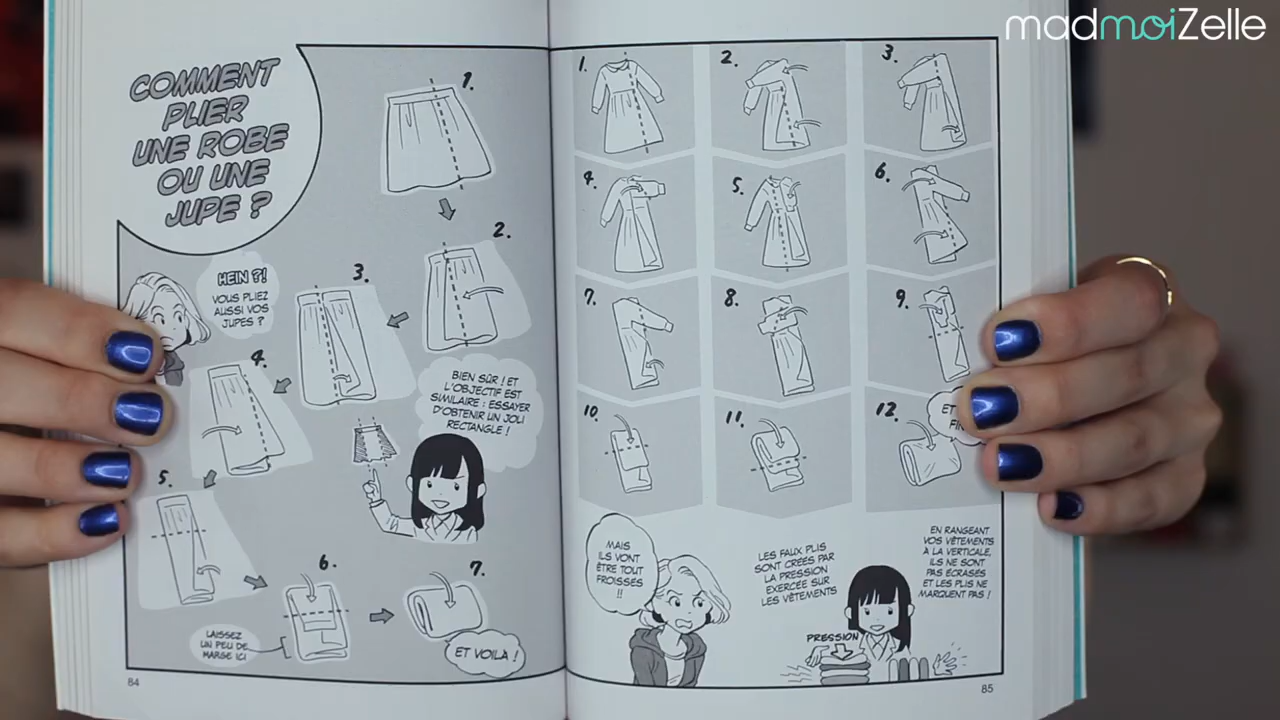 madmoiZelle
COMMENT
PLIER
UNE ROBE
OU UNE
JUPE ?
1.
2.
3.
4.
5.
6.
7.
HEIN ?!
VOUS PLIEZ
AUSSI VOS
JUPES ?
BIEN SÛR ! ET
L'OBJECTIF EST
SIMILAIRE : ESSAYER
D'OBTENIR UN JOLI
RECTANGLE !
LAISSEZ
UN PEU DE
MARGE ICI
ET VOILÀ !
84
1.
2.
3.
4.
5.
6.
7.
8.
9.
10.
11.
12.
ET
MAIS
ILS VONT
ÊTRE TOUT
FROISSÉS
!!
LES FAUX PLIS
SONT CRÉÉS PAR
LA PRESSION
EXERCÉE SUR
LES VÊTEMENTS
PRESSION
EN RANGEANT
VOS VÊTEMENTS
À LA VERTICALE,
ILS NE SONT
PAS ÉCRASÉS
ET LES PLIS NE
MARQUENT PAS !
85